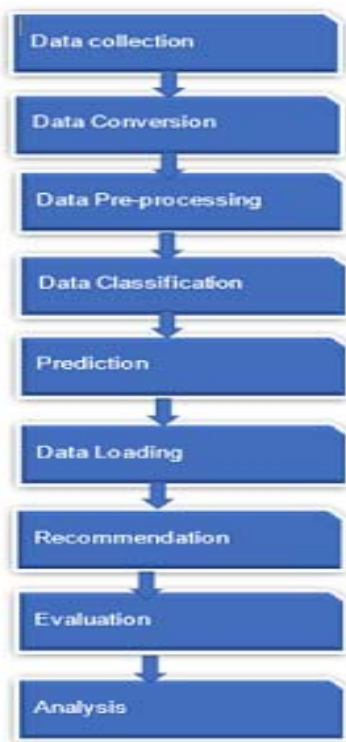 Data collection
Data Conversion
Data Pre-processing
Data Classification
Prediction
Data Loading
Recommendation
Evaluation
Analysis